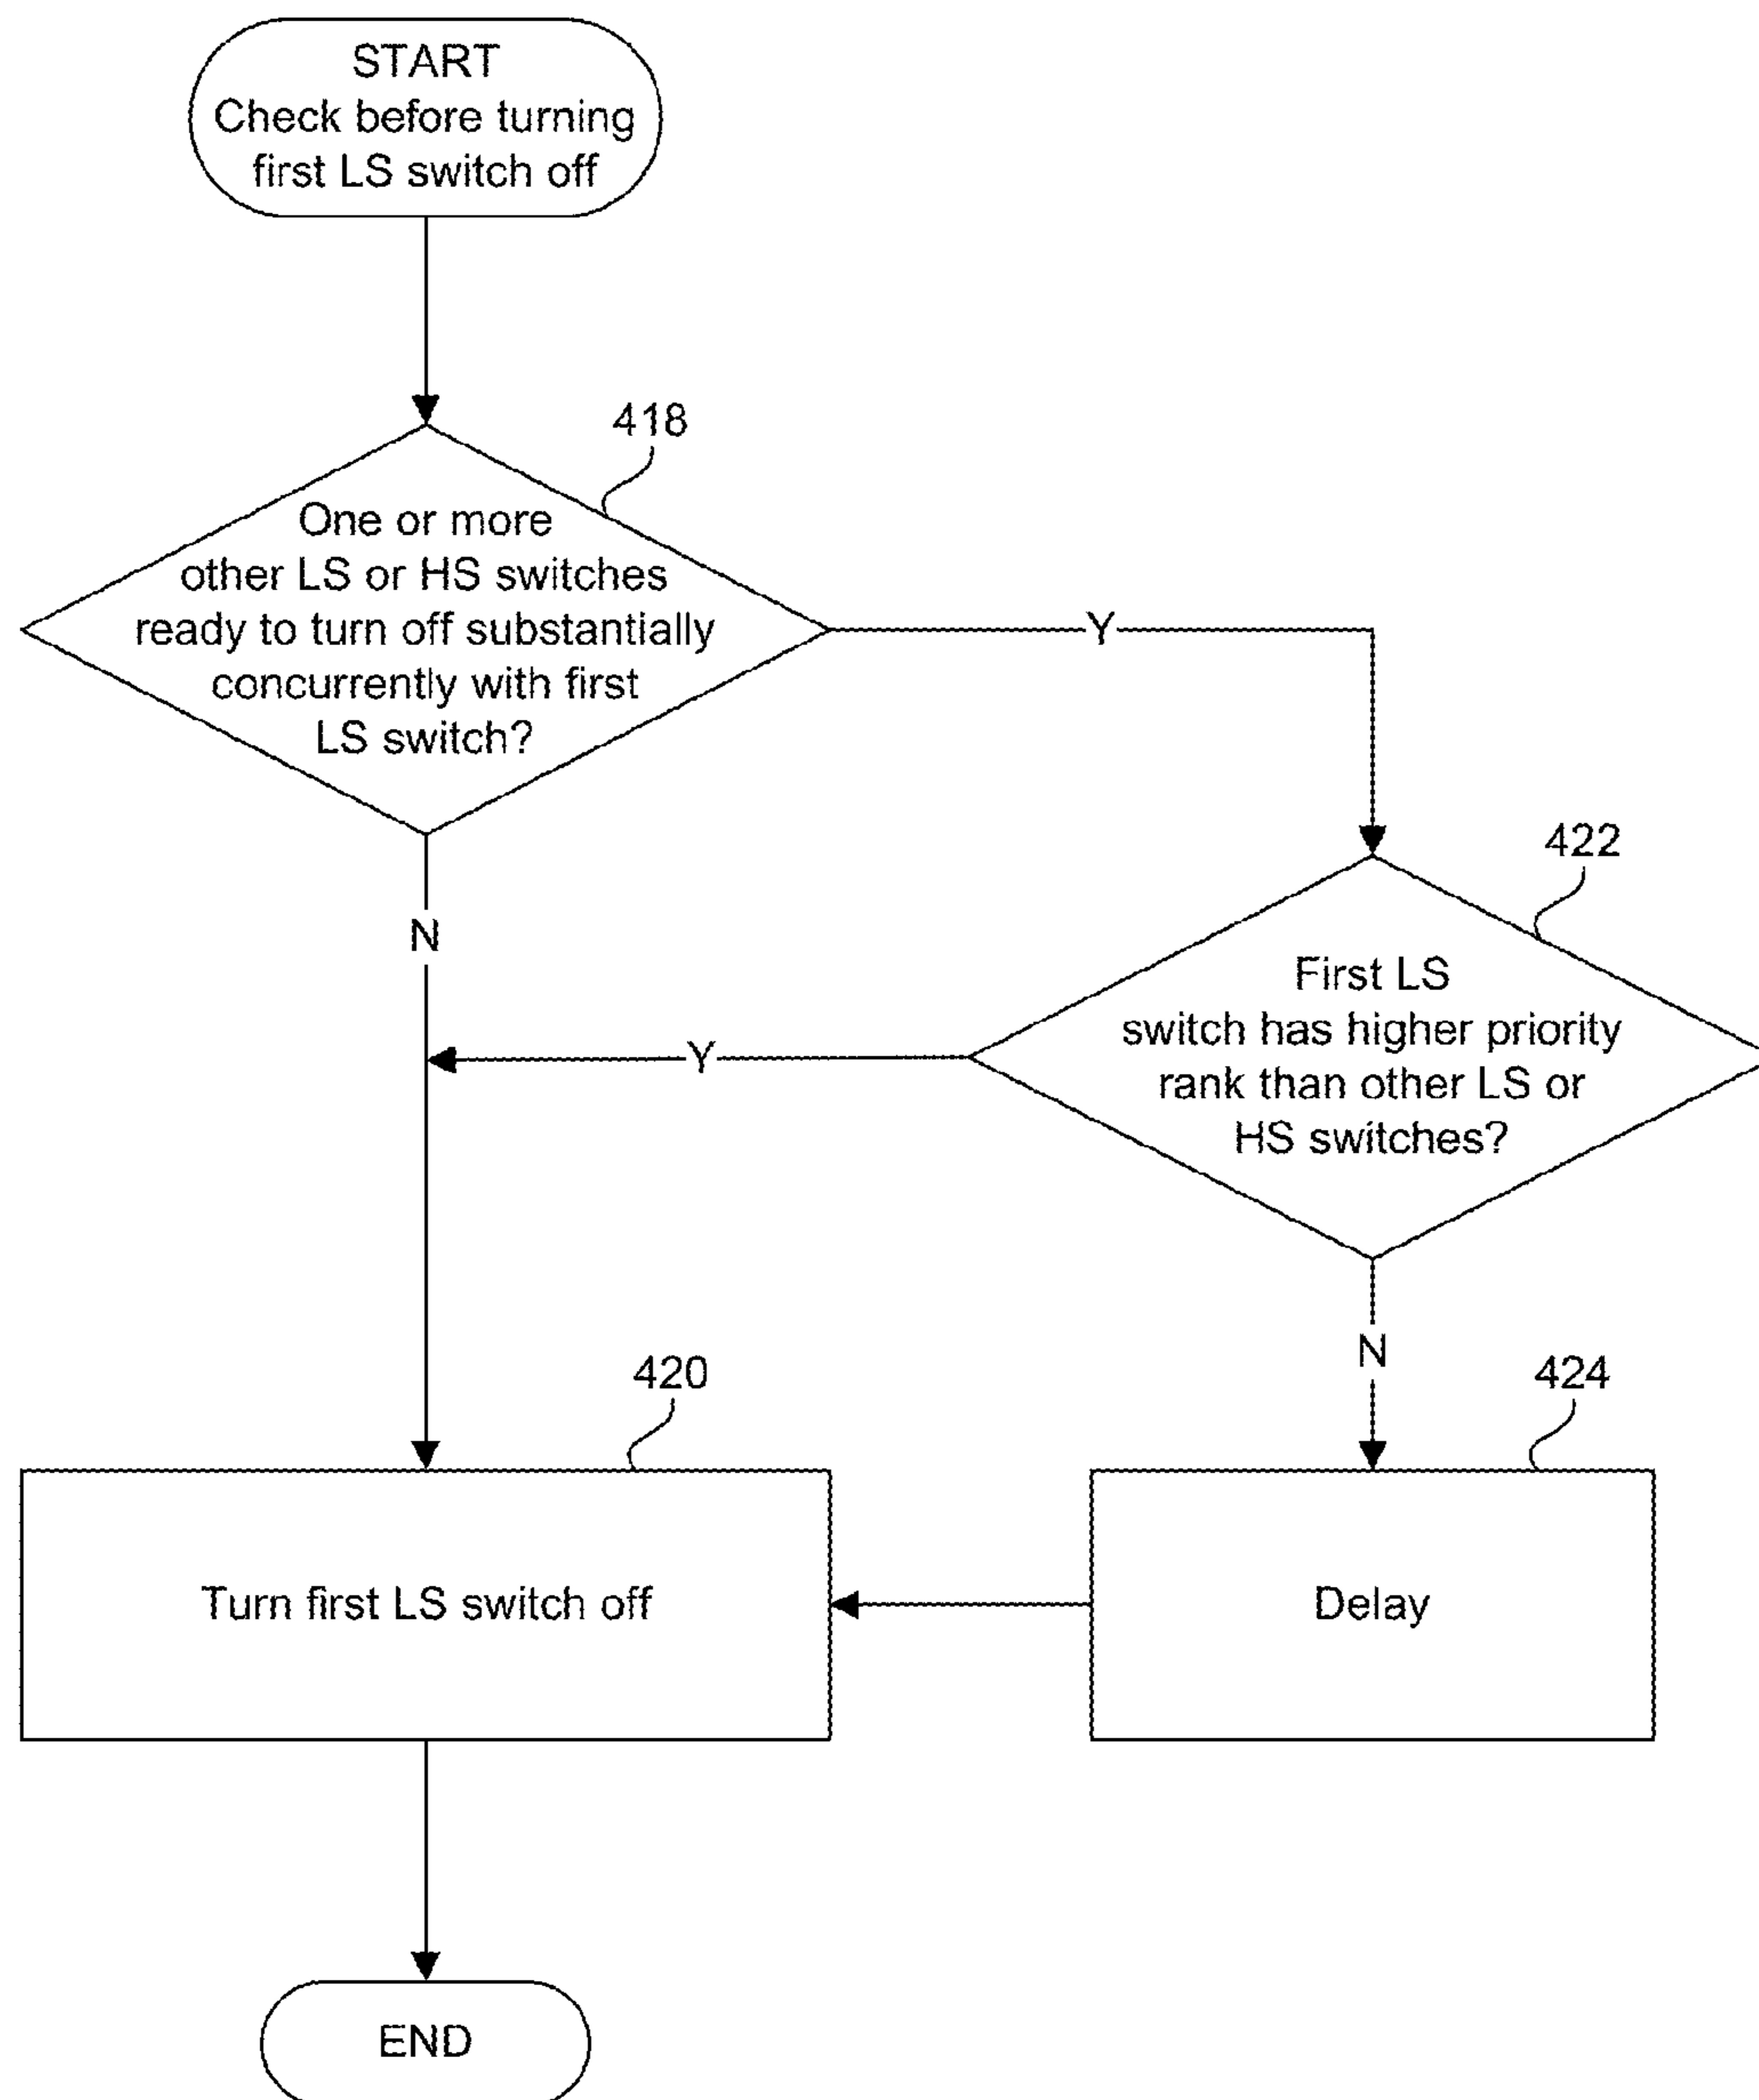 START
Check before turning
first LS switch off
418
One or more
other LS or HS switches
ready to turn off substantially
concurrently with first
LS switch?
Y
422
N
First LS
switch has higher priority
rank than other LS or
HS switches?
Y
N
420
424
Turn first LS switch off
Delay
END